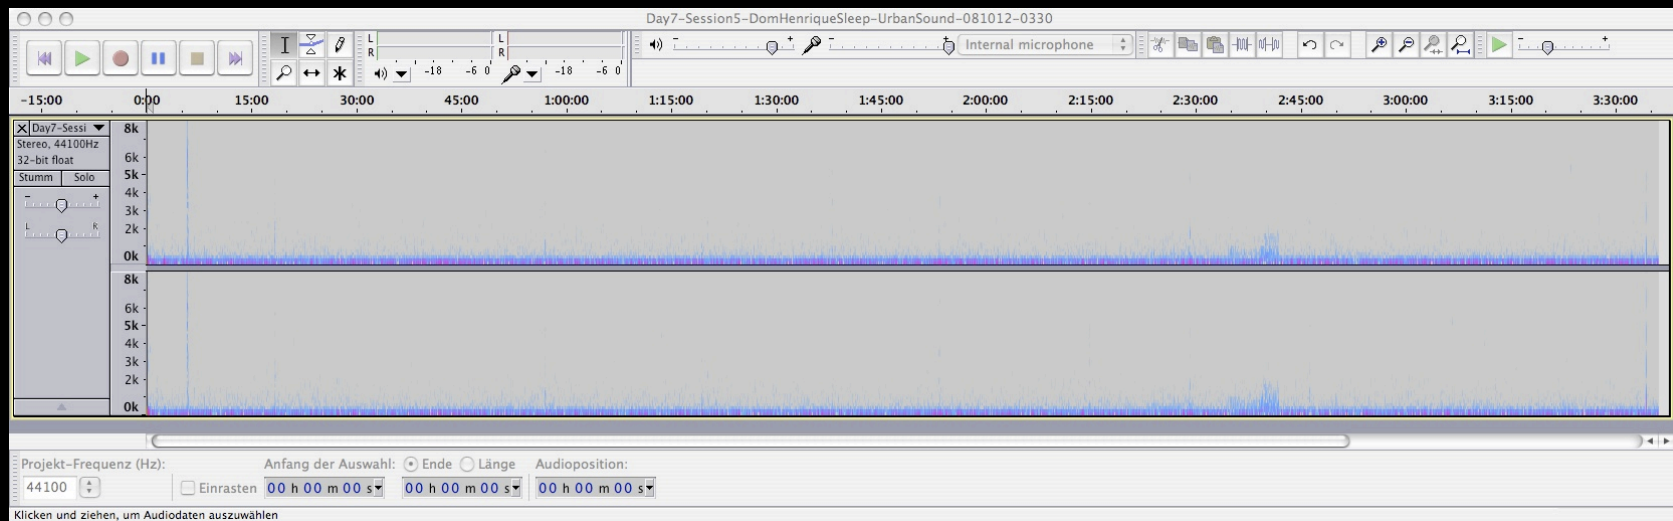 Day7-Session5-DomHenriqueSleep-UrbanSound-081012-0330
L
R
-18 -6 0
L
R
-18 -6 0
- +
- +
Internal microphone
- +
-15:00 0:00 15:00 30:00 45:00 1:00:00 1:15:00 1:30:00 1:45:00 2:00:00 2:15:00 2:30:00 2:45:00 3:00:00 3:15:00 3:30:00
X Day7-Sessi
Stereo, 44100Hz
32-bit float
Stumm Solo
- +
L R
8k
6k
5k
4k
3k
2k
0k
8k
6k
5k
4k
3k
2k
0k
Projekt-Frequenz (Hz): Anfang der Auswahl: Ende Länge Audioposition:
44100 Einrasten 00 h 00 m 00 s 00 h 00 m 00 s 00 h 00 m 00 s
Klicken und ziehen, um Audiodaten auszuwählen